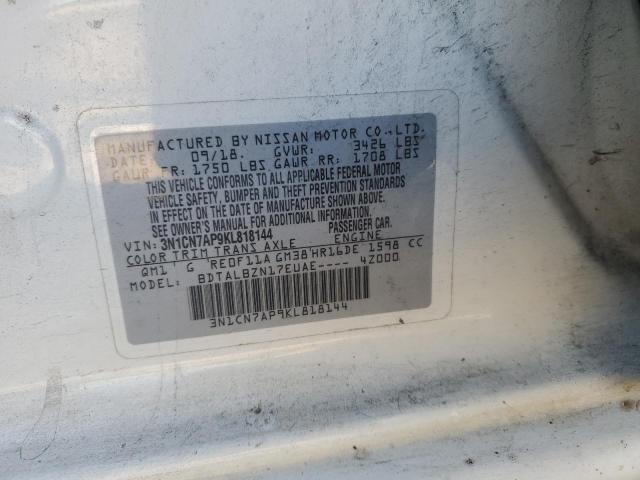 MANUFACTURED BY NISSAN MOTOR CO.,LTD.
DATE: 09/18. GVWR: 3426 LBS
GAWR FR: 1750 LBS GAWR RR: 1708 LBS
THIS VEHICLE CONFORMS TO ALL APPLICABLE FEDERAL MOTOR
VEHICLE SAFETY, BUMPER AND THEFT PREVENTION STANDARDS
IN EFFECT ON THE DATE OF MANUFACTURE SHOWN ABOVE.
SEE OWNER'S MANUAL FOR ADDITIONAL INFORMATION
VIN: 3N1CN7AP9KL818144 PASSENGER CAR.
COLOR TRIM TRANS AXLE ENGINE
QM1 G RE0F11A GM38 HR16DE 1598 CC
BDTALBZN17EUAE---- 4Z000
3N1CN7AP9KL818144